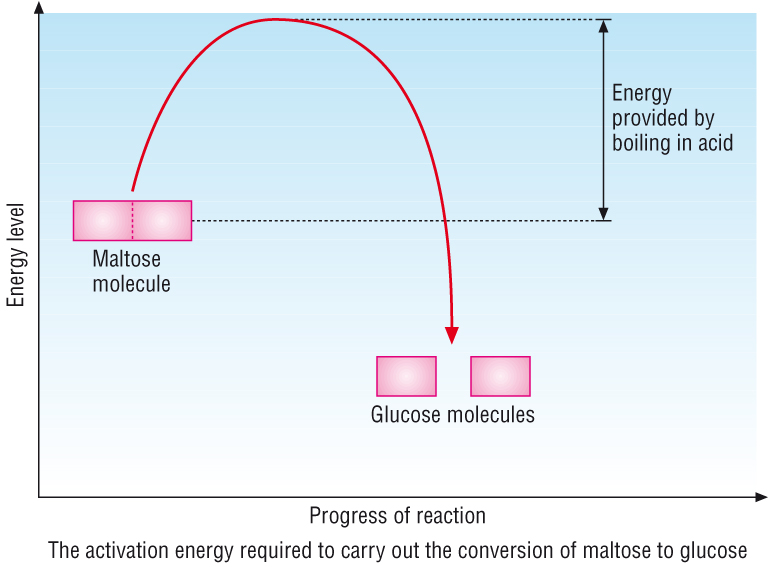 Energy
provided by
boiling in acid
Energy level
Maltose
molecule
Glucose molecules
Progress of reaction
The activation energy required to carry out the conversion of maltose to glucose